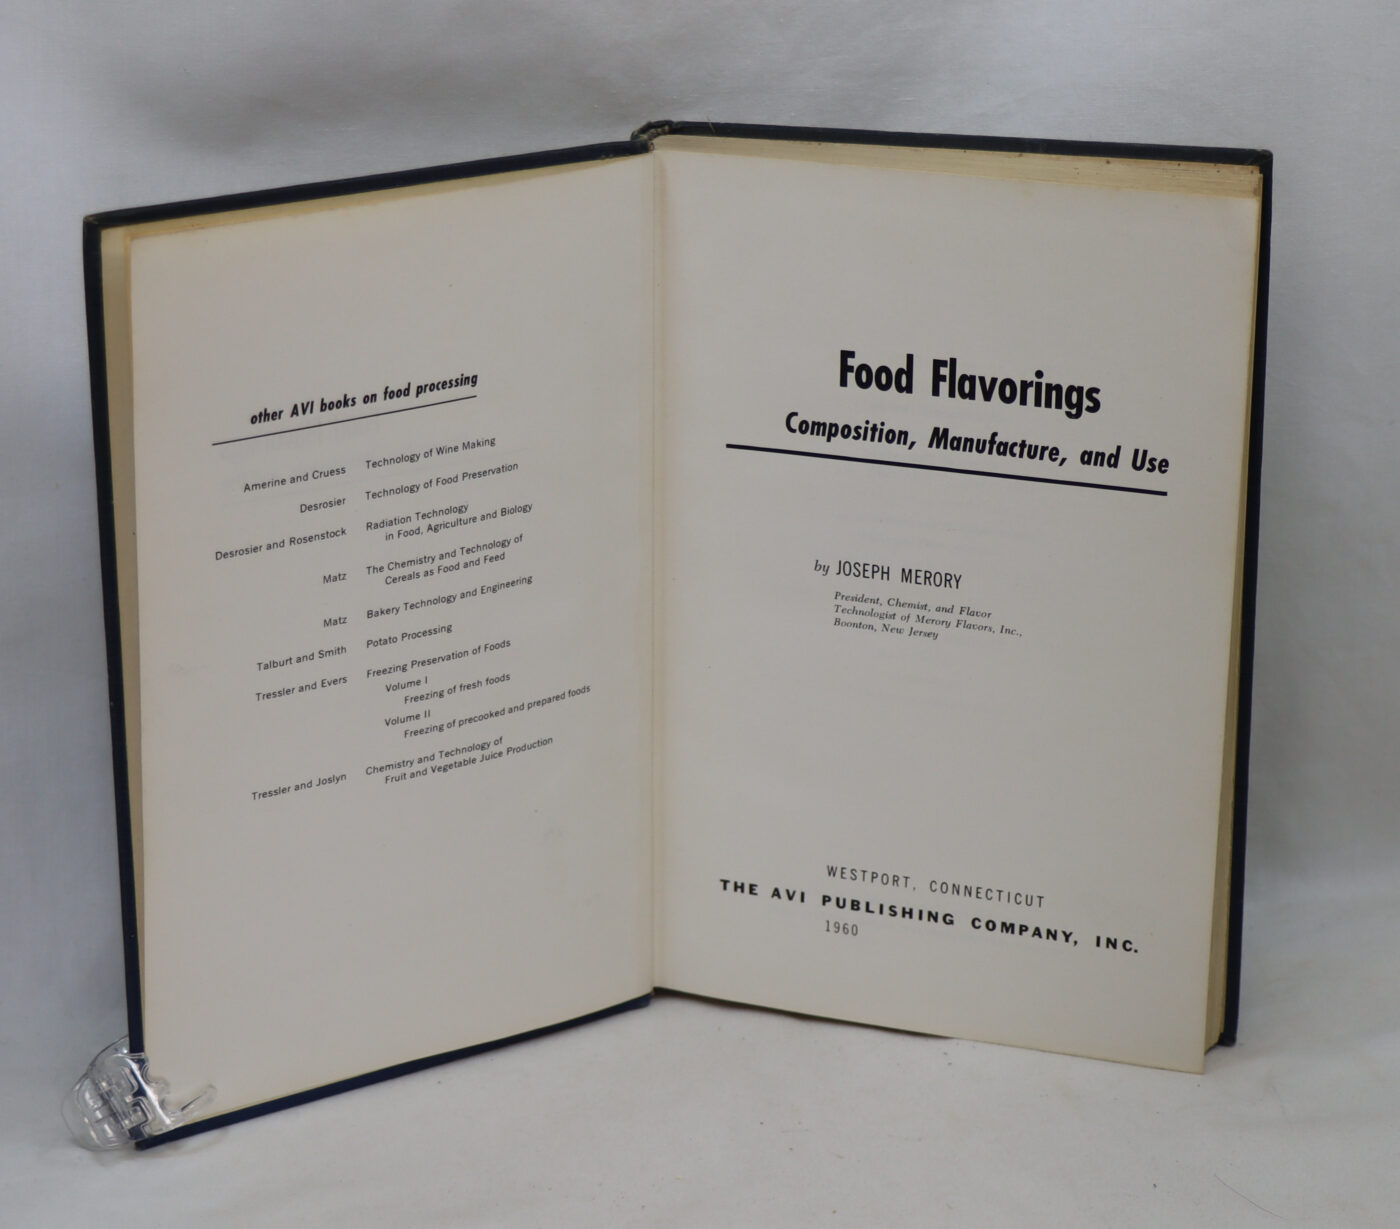 other AVI books on food processing
Amerine and Cruess Technology of Wine Making
Desrosier Technology of Food Preservation
Desrosier and Rosenstock Radiation Technology
in Food, Agriculture and Biology
Matz The Chemistry and Technology of
Cereals as Food and Feed
Matz Bakery Technology and Engineering
Talburt and Smith Potato Processing
Tressler and Evers Freezing Preservation of Foods
Volume I
Freezing of fresh foods
Volume II
Freezing of precooked and prepared foods
Tressler and Joslyn Chemistry and Technology of
Fruit and Vegetable Juice Production
Food Flavorings
Composition, Manufacture, and Use
by JOSEPH MERORY
President, Chemist, and Flavor
Technologist of Merory Flavors, Inc.,
Boonton, New Jersey
WESTPORT, CONNECTICUT
THE AVI PUBLISHING COMPANY, INC.
1960